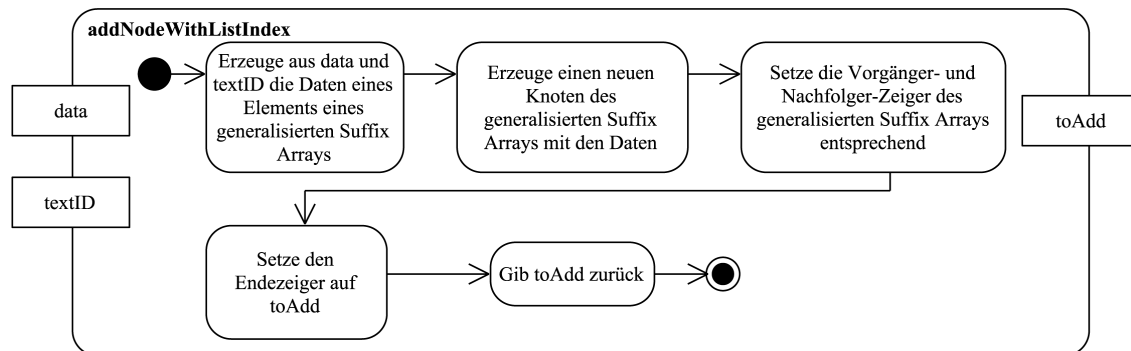 addNodeWithListIndex
data
textID
Erzeuge aus data und
textID die Daten eines
Elements eines
generalisierten Suffix
Arrays
Erzeuge einen neuen
Knoten des
generalisierten Suffix
Arrays mit den Daten
Setze die Vorgänger- und
Nachfolger-Zeiger des
generalisierten Suffix Arrays
entsprechend
toAdd
Setze den
Endezeiger auf
toAdd
Gib toAdd zurück